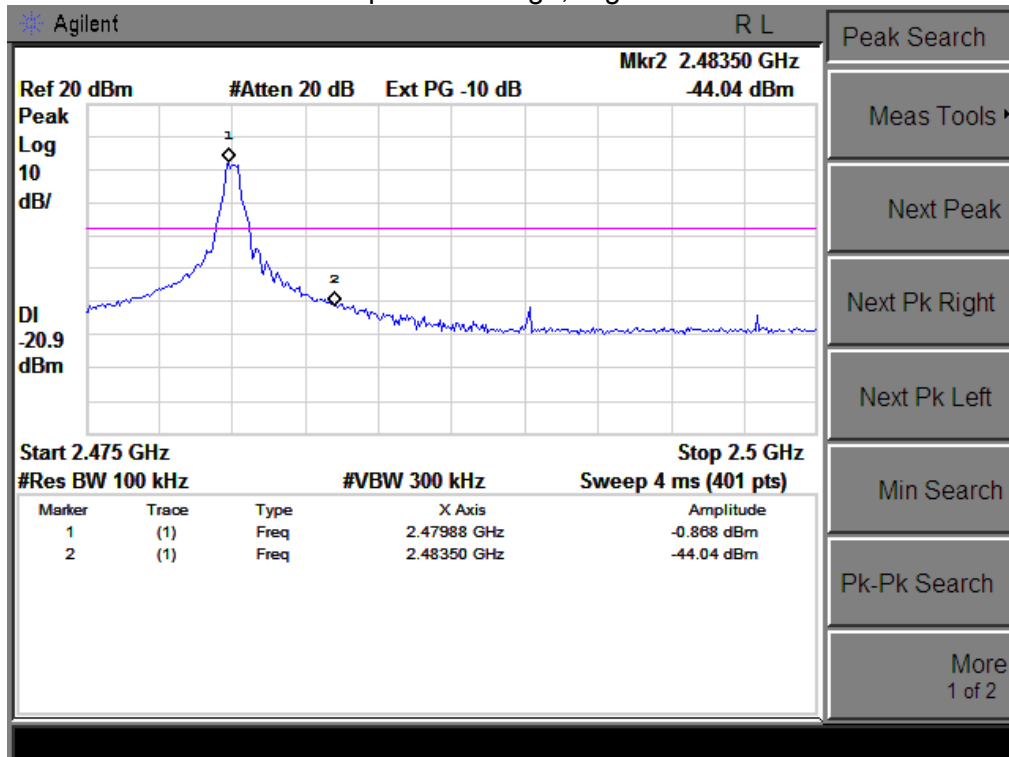 Agilent R L
Mkr2 2.48350 GHz
Ref 20 dBm #Atten 20 dB Ext PG -10 dB -44.04 dBm
Peak
Log
10
dB/
1
2
DI
-20.9
dBm
Start 2.475 GHz Stop 2.5 GHz
#Res BW 100 kHz #VBW 300 kHz Sweep 4 ms (401 pts)
Marker Trace Type X Axis Amplitude
1 (1) Freq 2.47988 GHz -0.868 dBm
2 (1) Freq 2.48350 GHz -44.04 dBm
Peak Search
Meas Tools
Next Peak
Next Pk Right
Next Pk Left
Min Search
Pk-Pk Search
More
1 of 2